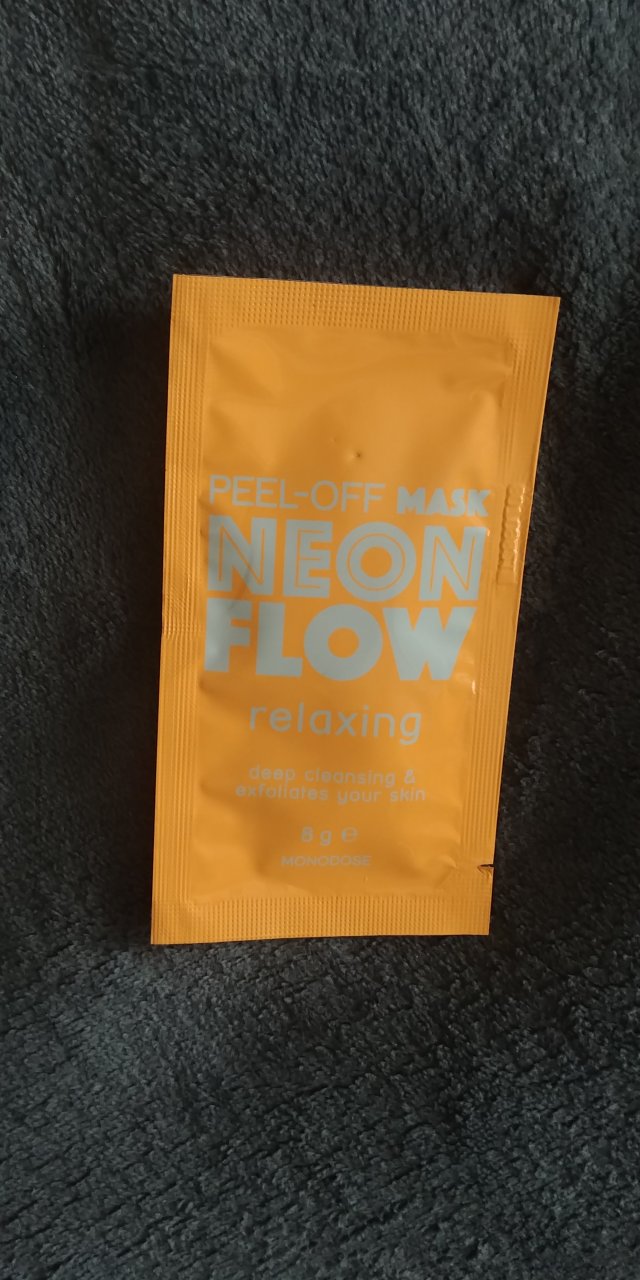 PEEL-OFF MASK
NEON
FLOW
relaxing
deep cleansing &
exfoliates your skin
8 g ℮
MONODOSE